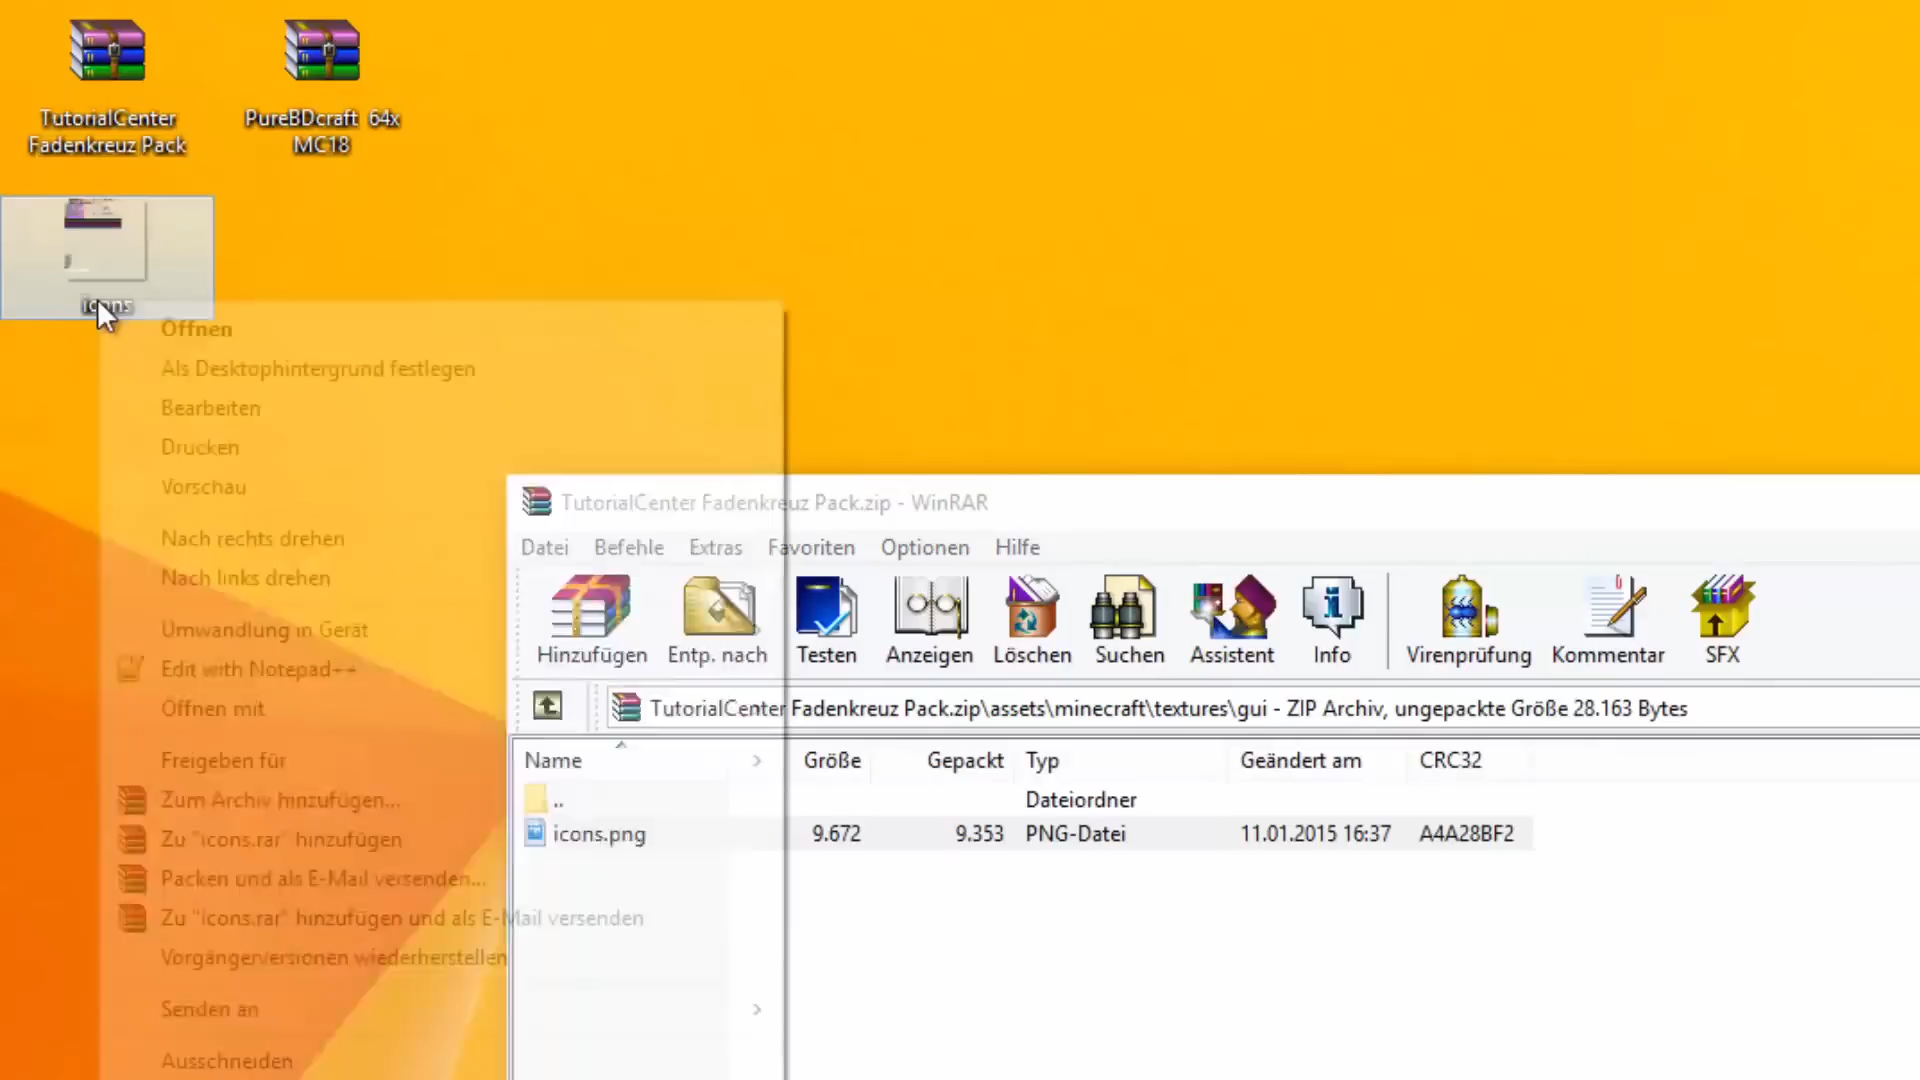 TutorialCenter
Fadenkreuz Pack
PureBDcraft 64x
MC18
icons
Öffnen
Als Desktophintergrund festlegen
Bearbeiten
Drucken
Vorschau
Nach rechts drehen
Nach links drehen
Umwandlung in Gerät
Edit with Notepad++
Öffnen mit
Freigeben für
Zum Archiv hinzufügen...
Zu "icons.rar" hinzufügen
Packen und als E-Mail versenden...
Zu "icons.rar" hinzufügen und als E-Mail versenden
Vorgängerversionen wiederherstellen
Senden an
Ausschneiden
TutorialCenter Fadenkreuz Pack.zip - WinRAR
Datei Befehle Extras Favoriten Optionen Hilfe
Hinzufügen Entp. nach Testen Anzeigen Löschen Suchen Assistent Info Virenprüfung Kommentar SFX
TutorialCenter Fadenkreuz Pack.zip\assets\minecraft\textures\gui - ZIP Archiv, ungepackte Größe 28.163 Bytes
Name Größe Gepackt Typ Geändert am CRC32
.. Dateiordner
icons.png 9.672 9.353 PNG-Datei 11.01.2015 16:37 A4A28BF2